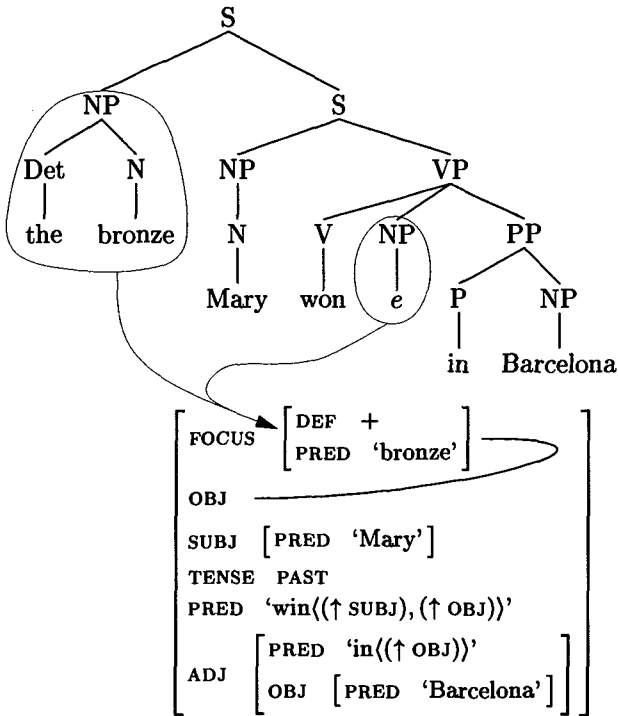 S
NP S
Det N NP VP
the bronze N V NP PP
Mary won e P NP
in Barcelona
FOCUS [DEF +
PRED ‘bronze’]
OBJ
SUBJ [PRED ‘Mary’]
TENSE PAST
PRED ‘win⟨(↑ SUBJ), (↑ OBJ)⟩’
ADJ [PRED ‘in⟨(↑ OBJ)⟩’
OBJ [PRED ‘Barcelona’]]